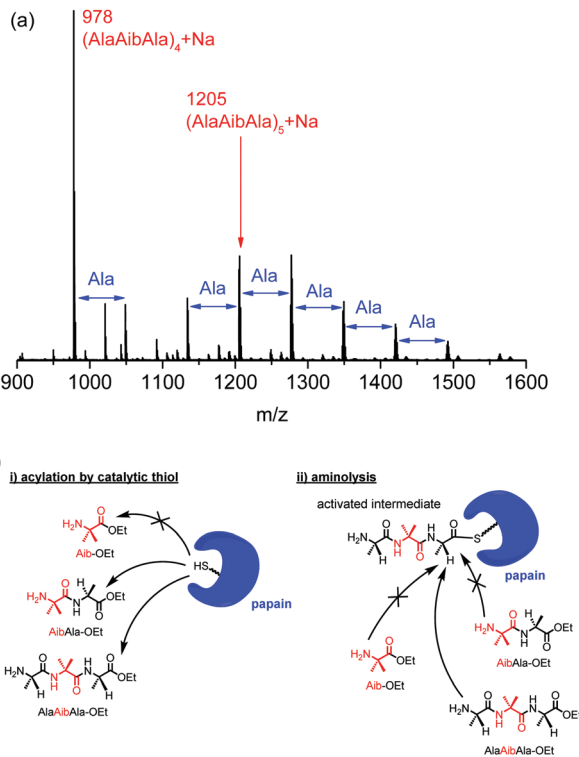 (a)
978
(AlaAibAla)4+Na
1205
(AlaAibAla)5+Na
Ala
Ala
Ala
Ala
Ala
Ala
900 1000 1100 1200 1300 1400 1500 1600
m/z
i) acylation by catalytic thiol
H2N
O
OEt
Aib-OEt
HS
papain
H2N
O
N
H
H
O
OEt
AibAla-OEt
H2N
H
O
N
H
O
H
N
H
O
OEt
AlaAibAla-OEt
ii) aminolysis
activated intermediate
H2N
H
O
N
H
O
H
N
H
O
S
papain
H2N
O
OEt
Aib-OEt
H2N
O
N
H
H
O
OEt
AibAla-OEt
H2N
H
O
N
H
O
H
N
H
O
OEt
AlaAibAla-OEt